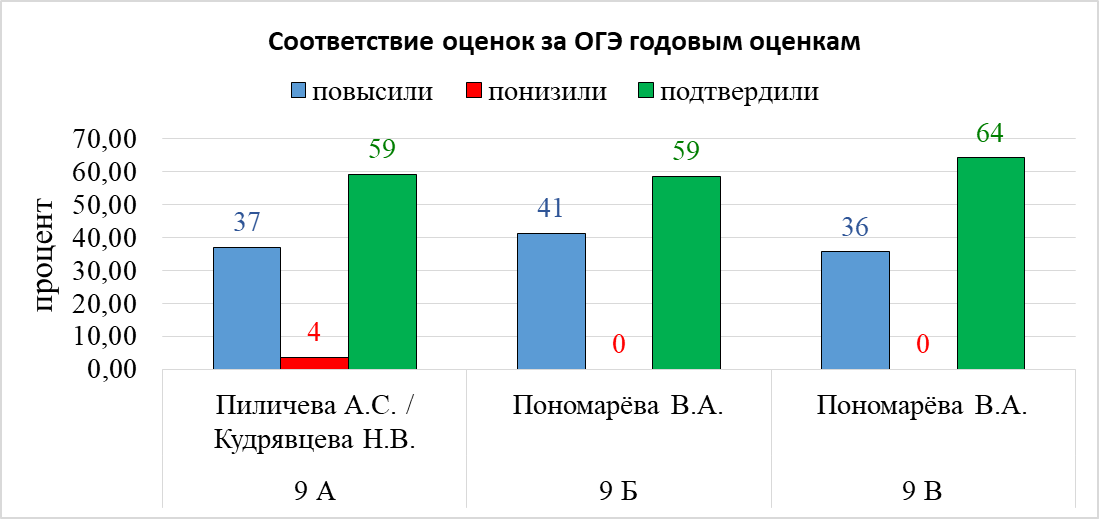 Соответствие оценок за ОГЭ годовым оценкам
повысили понизили подтвердили
процент
70,00
60,00
50,00
40,00
30,00
20,00
10,00
0,00
37
4
59
41
0
59
36
0
64
Пиличева А.С. /
Кудрявцева Н.В.
Пономарёва В.А.
Пономарёва В.А.
9 А
9 Б
9 В